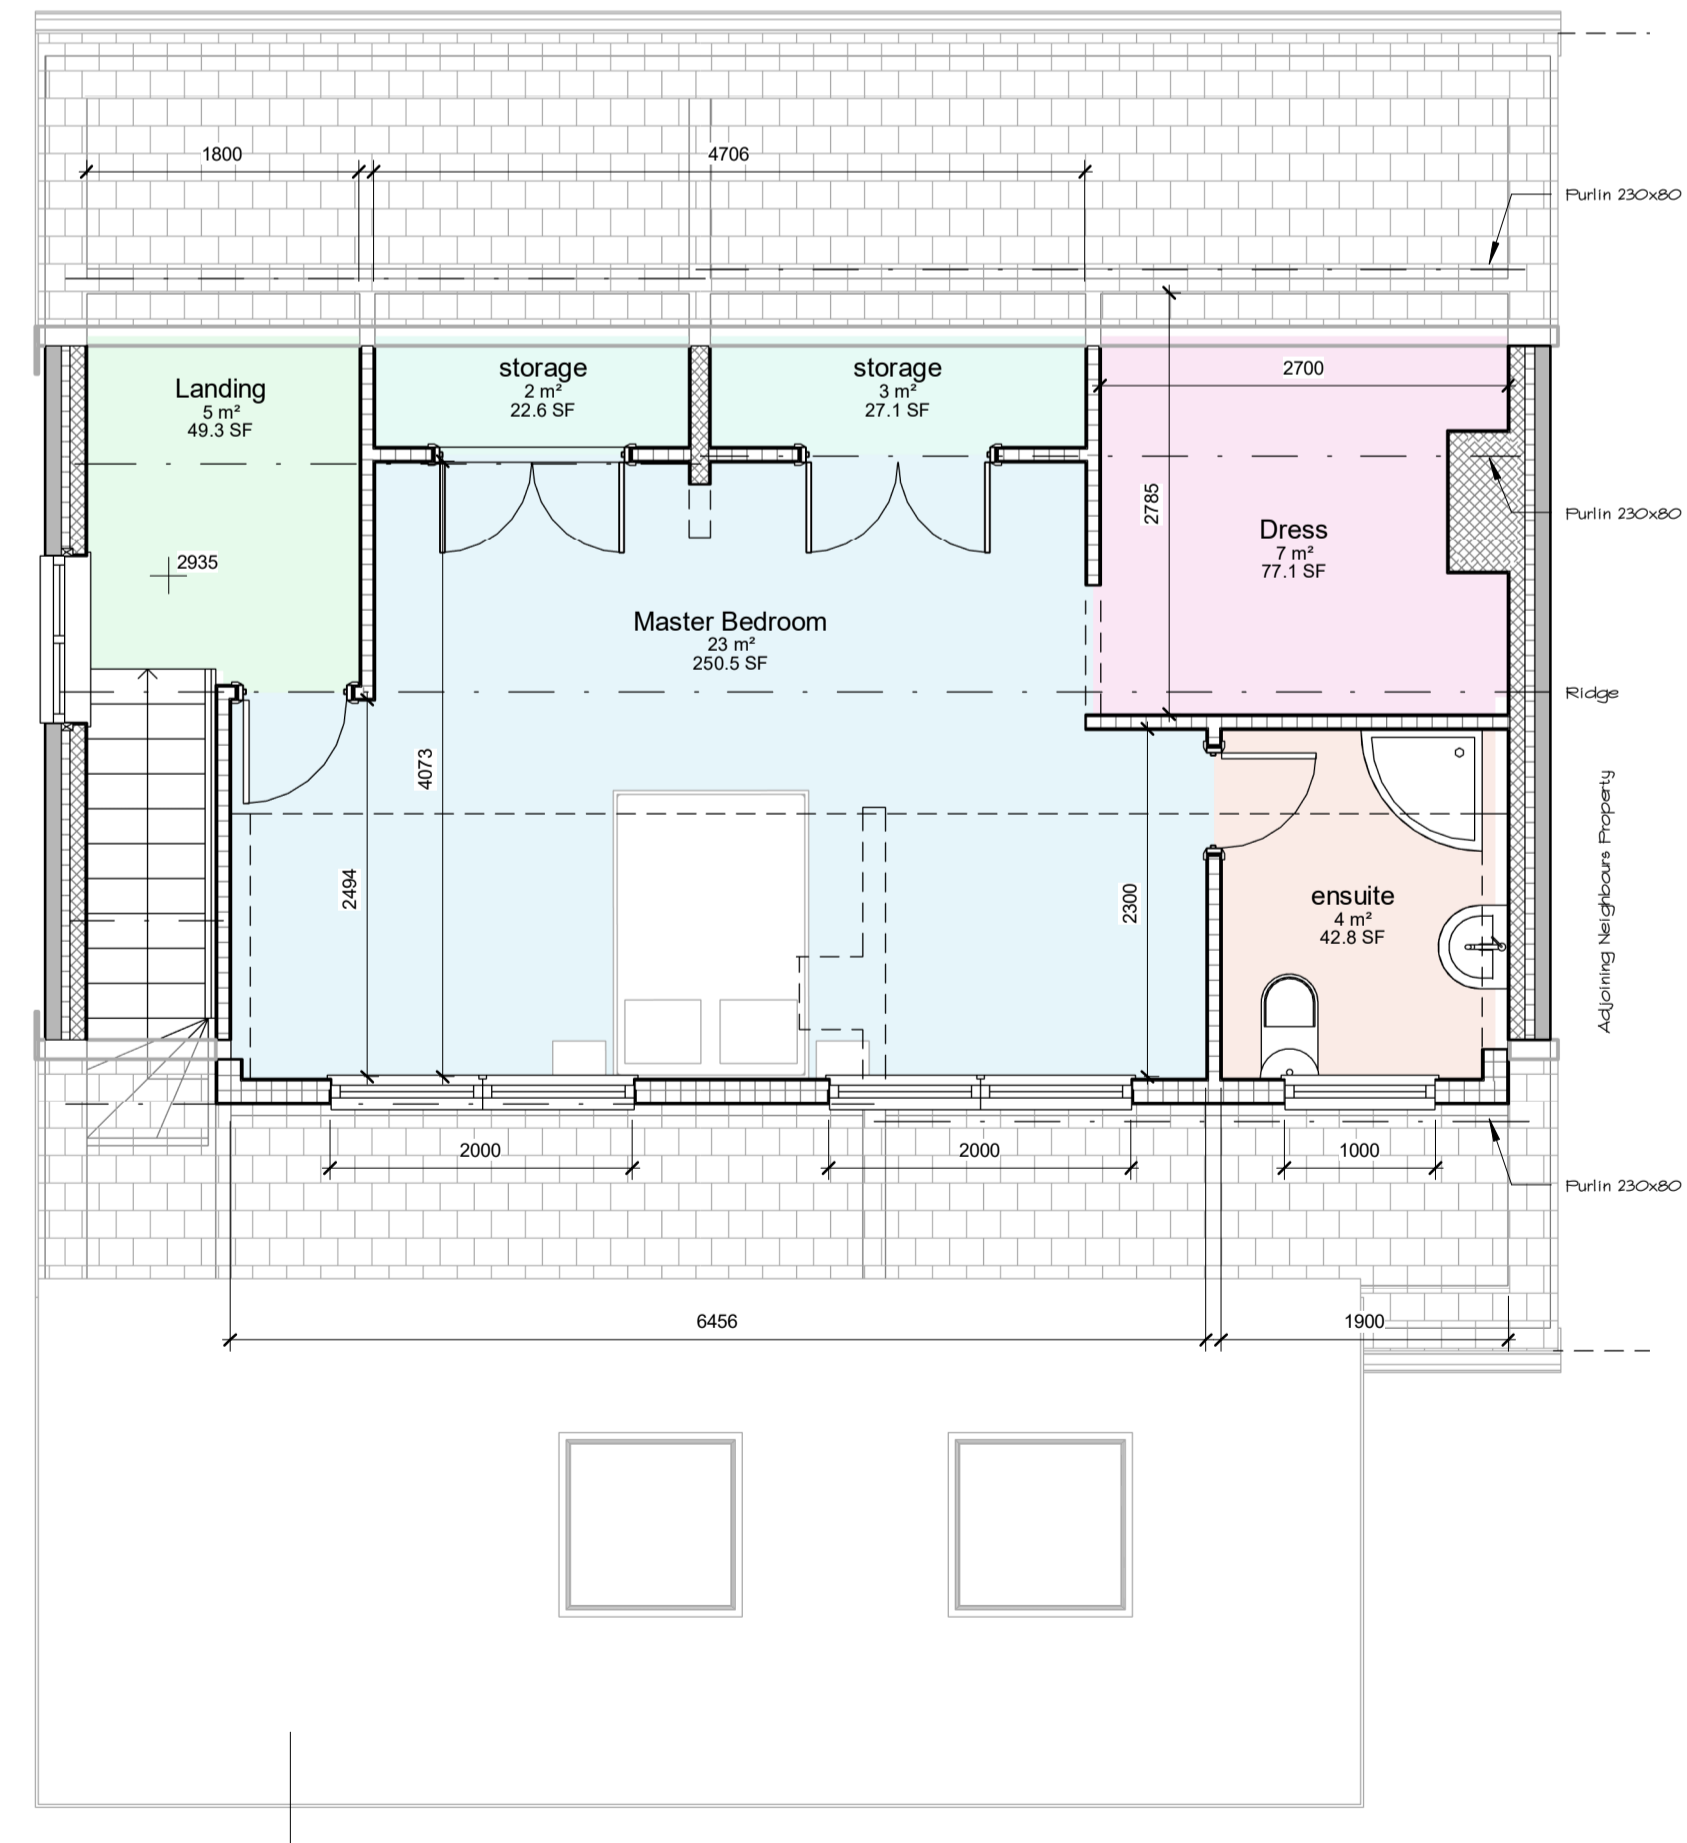 1800
4706
Purlin 230x80
Landing
5 m²
49.3 SF
storage
2 m²
22.6 SF
storage
3 m²
27.1 SF
2700
2785
Purlin 230x80
Dress
7 m²
77.1 SF
2935
Master Bedroom
23 m²
250.5 SF
Ridge
4073
2494
2300
ensuite
4 m²
42.8 SF
Adjoining Neighbours Property
2000
2000
1000
Purlin 230x80
6456
1900